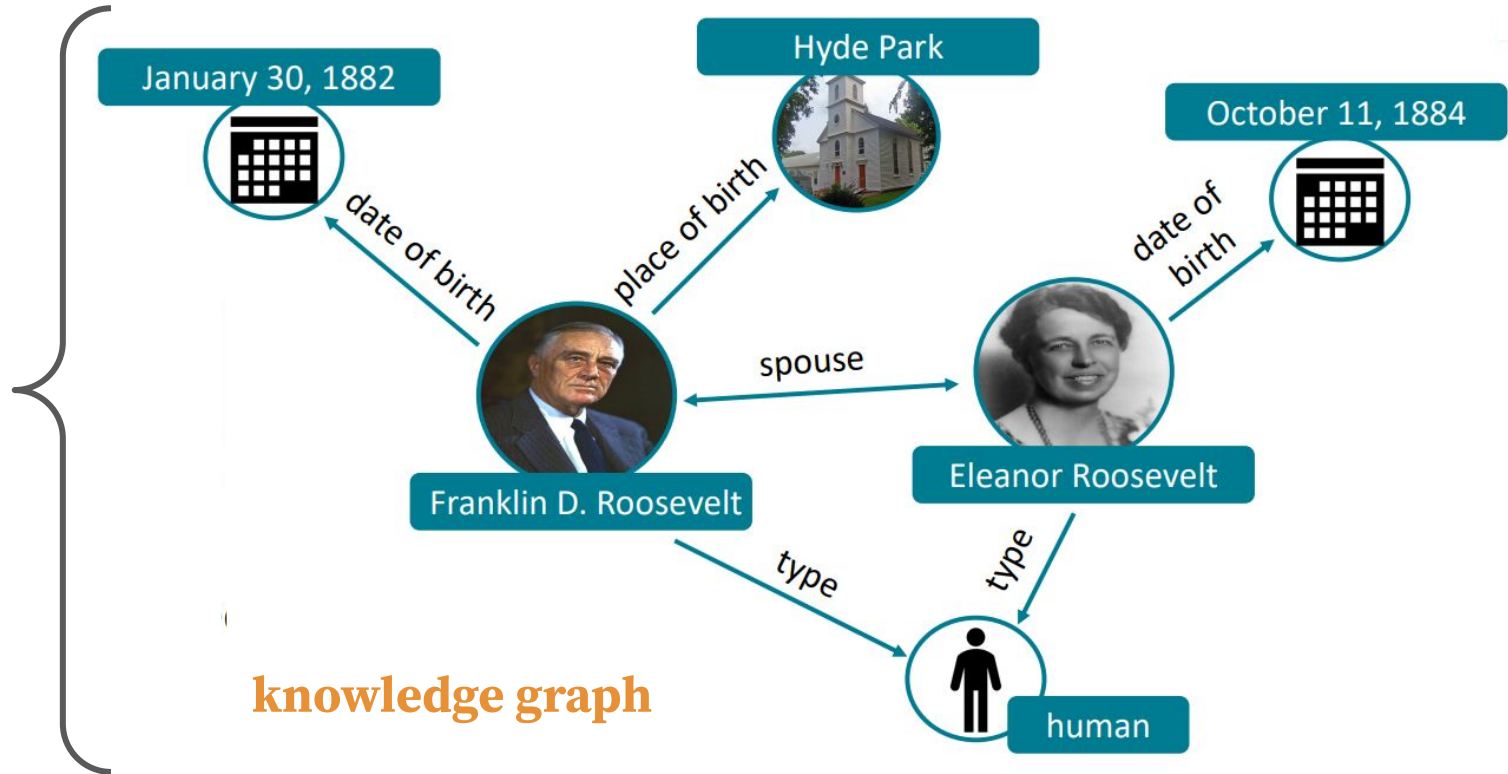 Hyde Park
January 30, 1882
October 11, 1884
date of birth
place of birth
date of
birth
spouse
Franklin D. Roosevelt
Eleanor Roosevelt
type
type
knowledge graph
human